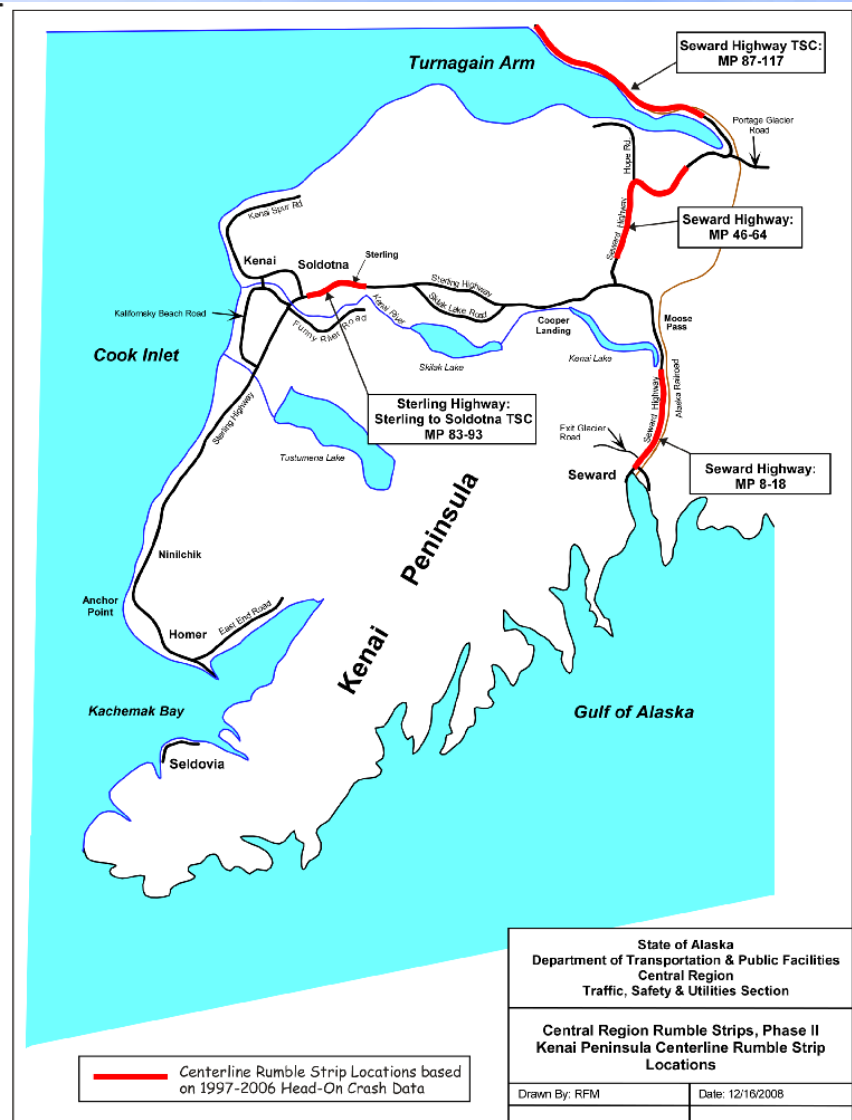 Seward Highway TSC:
MP 87-117
Turnagain Arm
Portage Glacier
Road
Hope Rd.
Seward Highway
Seward Highway:
MP 46-64
Kenai Spur Rd
Kenai
Soldotna
Sterling
Sterling Highway
Skilak Lake Road
Kalifornsky Beach Road
Funny River Road
Kenai River
Cooper
Landing
Moose
Pass
Cook Inlet
Skilak Lake
Kenai Lake
Alaska Railroad
Seward Highway
Sterling Highway:
Sterling to Soldotna TSC
MP 83-93
Sterling Highway
Exit Glacier
Road
Tustumena Lake
Seward
Seward Highway:
MP 8-18
Kenai Peninsula
Ninilchik
Anchor
Point
Homer
East End Road
Kachemak Bay
Gulf of Alaska
Seldovia
State of Alaska
Department of Transportation & Public Facilities
Central Region
Traffic, Safety & Utilities Section
Central Region Rumble Strips, Phase II
Kenai Peninsula Centerline Rumble Strip
Locations
Centerline Rumble Strip Locations based
on 1997-2006 Head-On Crash Data
Drawn By: RFM
Date: 12/16/2008